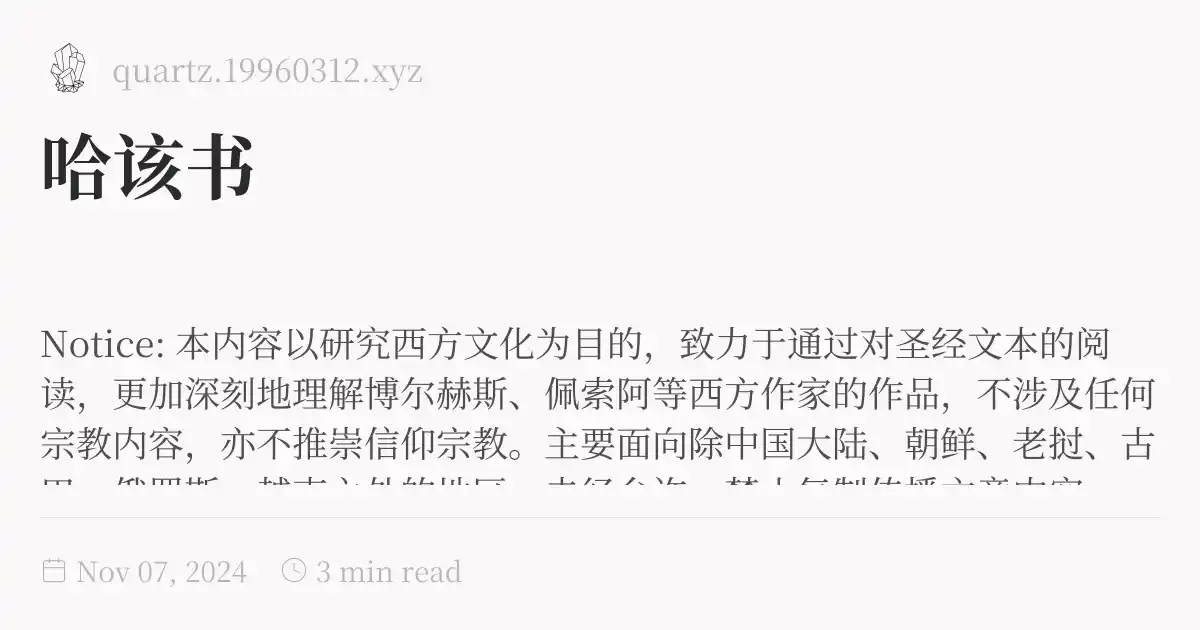 quartz.19960312.xyz
哈该书
Notice: 本内容以研究西方文化为目的，致力于通过对圣经文本的阅
读，更加深刻地理解博尔赫斯、佩索阿等西方作家的作品，不涉及任何
宗教内容，亦不推崇信仰宗教。主要面向除中国大陆、朝鲜、老挝、古
Nov 07, 2024
3 min read